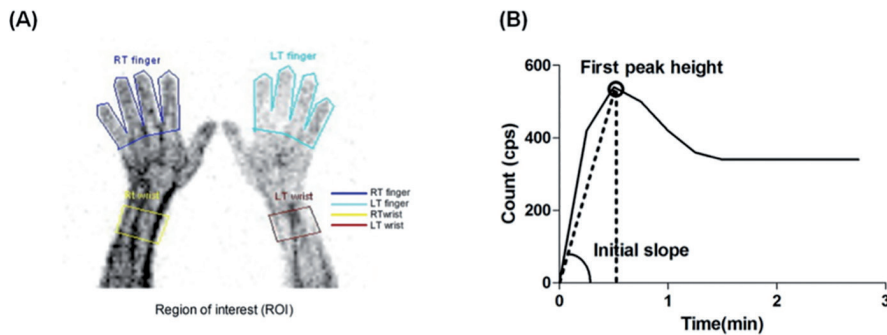 (A)
RT finger
LT finger
Rt wrist
LT wrist
RT finger
LT finger
RTwrist
LT wrist
Region of interest (ROI)
(B)
600
400
200
0
Count (cps)
First peak height
Initial slope
0
1
2
3
Time(min)